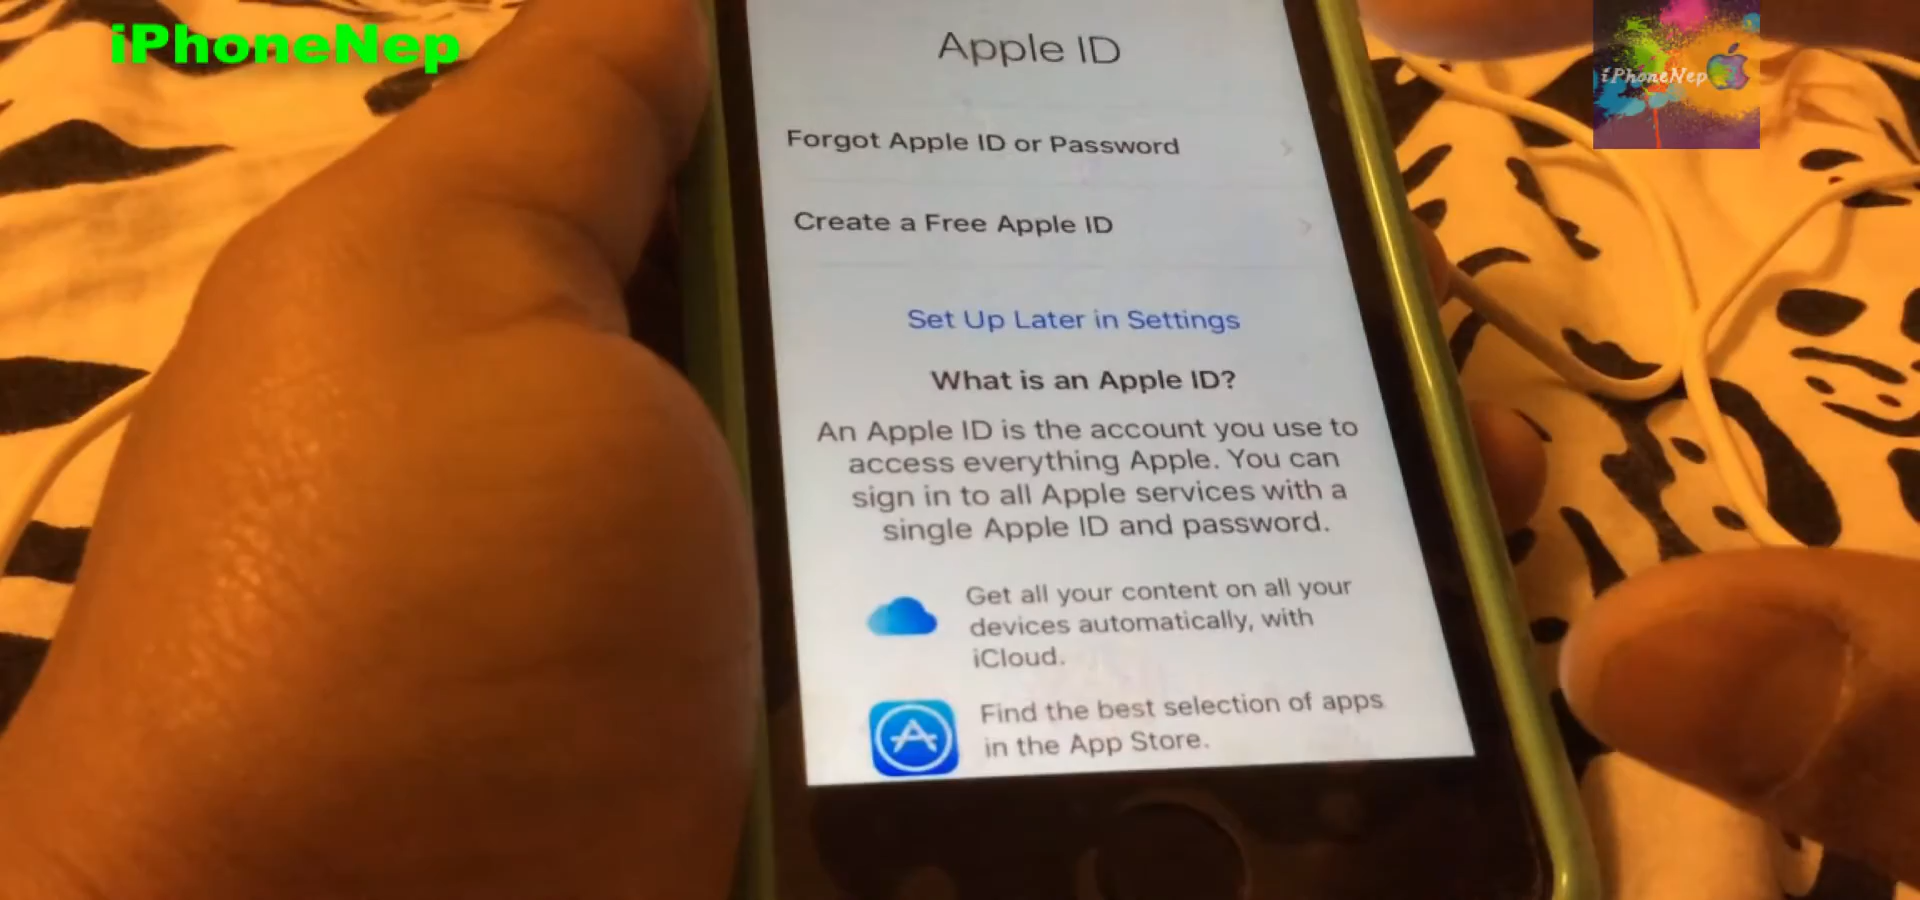 iPhoneNep
iPhoneNep
Apple ID
Forgot Apple ID or Password
Create a Free Apple ID
Set Up Later in Settings
What is an Apple ID?
An Apple ID is the account you use to
access everything Apple. You can
sign in to all Apple services with a
single Apple ID and password.
Get all your content on all your
devices automatically, with
iCloud.
Find the best selection of apps
in the App Store.